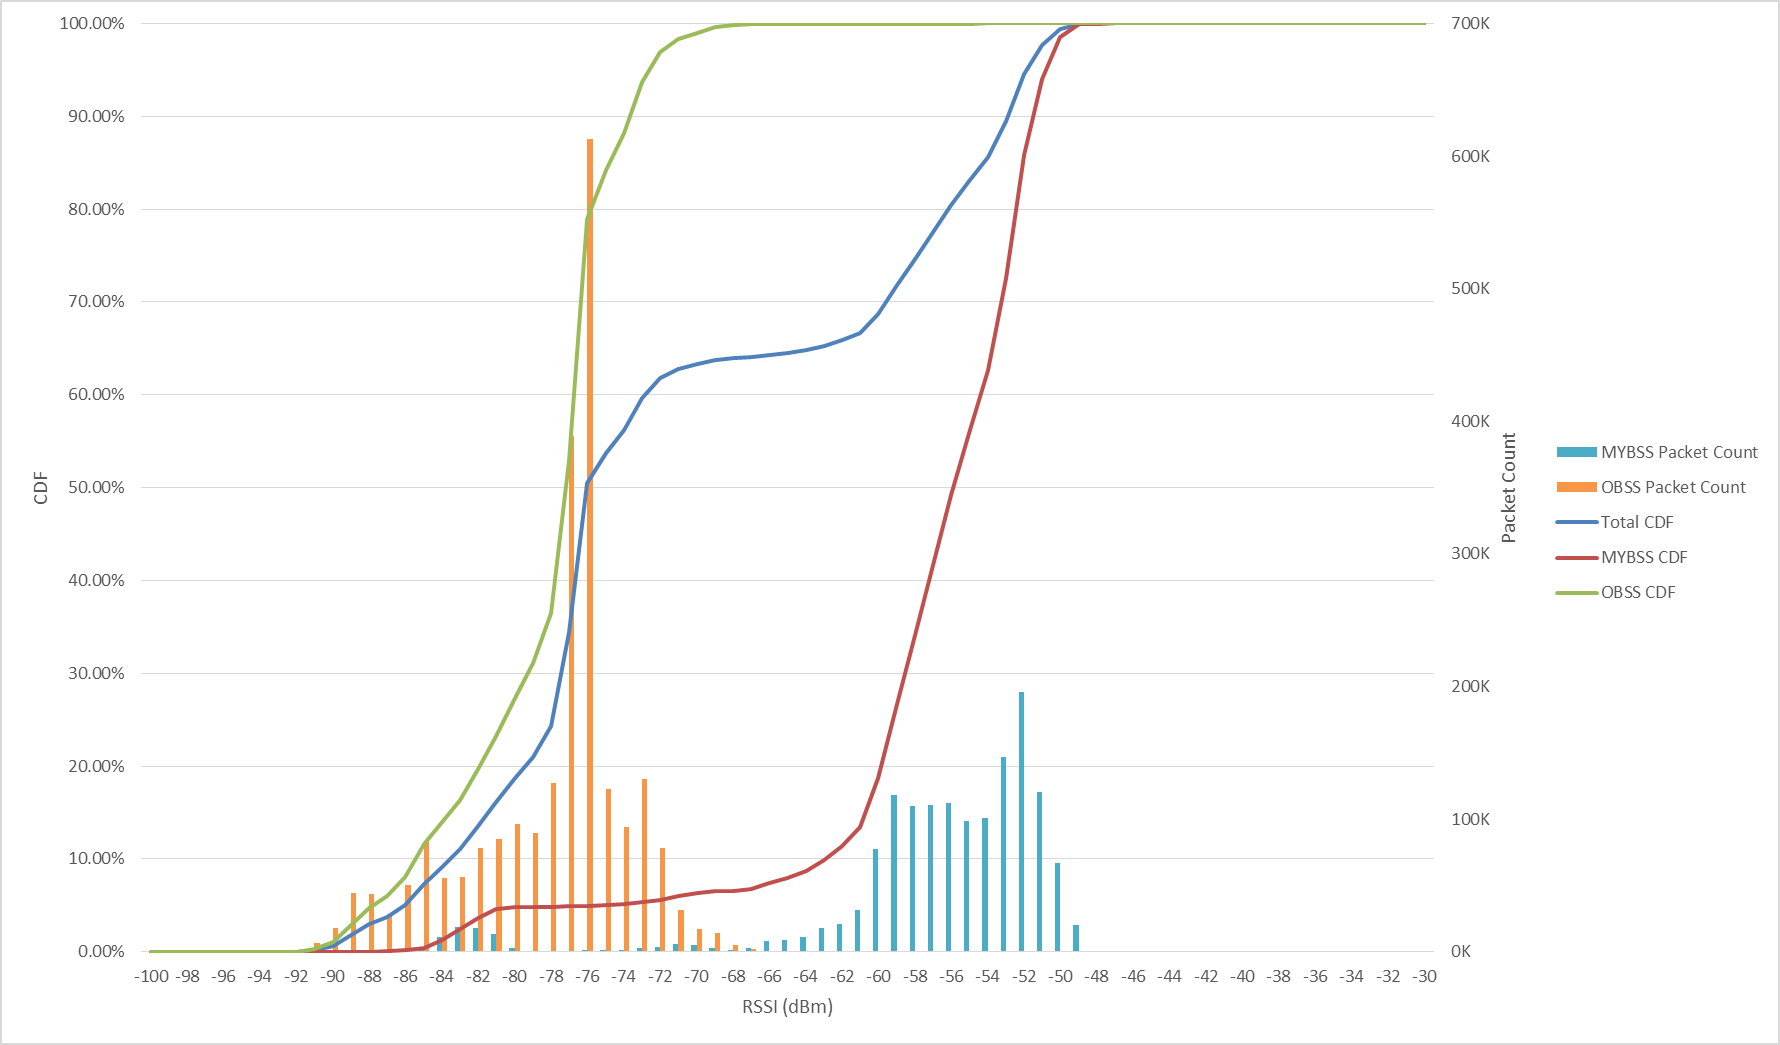 100.00%
90.00%
80.00%
70.00%
60.00%
50.00%
40.00%
30.00%
20.00%
10.00%
0.00%
CDF
700K
600K
500K
400K
300K
200K
100K
0K
Packet Count
-100 -98 -96 -94 -92 -90 -88 -86 -84 -82 -80 -78 -76 -74 -72 -70 -68 -66 -64 -62 -60 -58 -56 -54 -52 -50 -48 -46 -44 -42 -40 -38 -36 -34 -32 -30
RSSI (dBm)
MYBSS Packet Count
OBSS Packet Count
Total CDF
MYBSS CDF
OBSS CDF